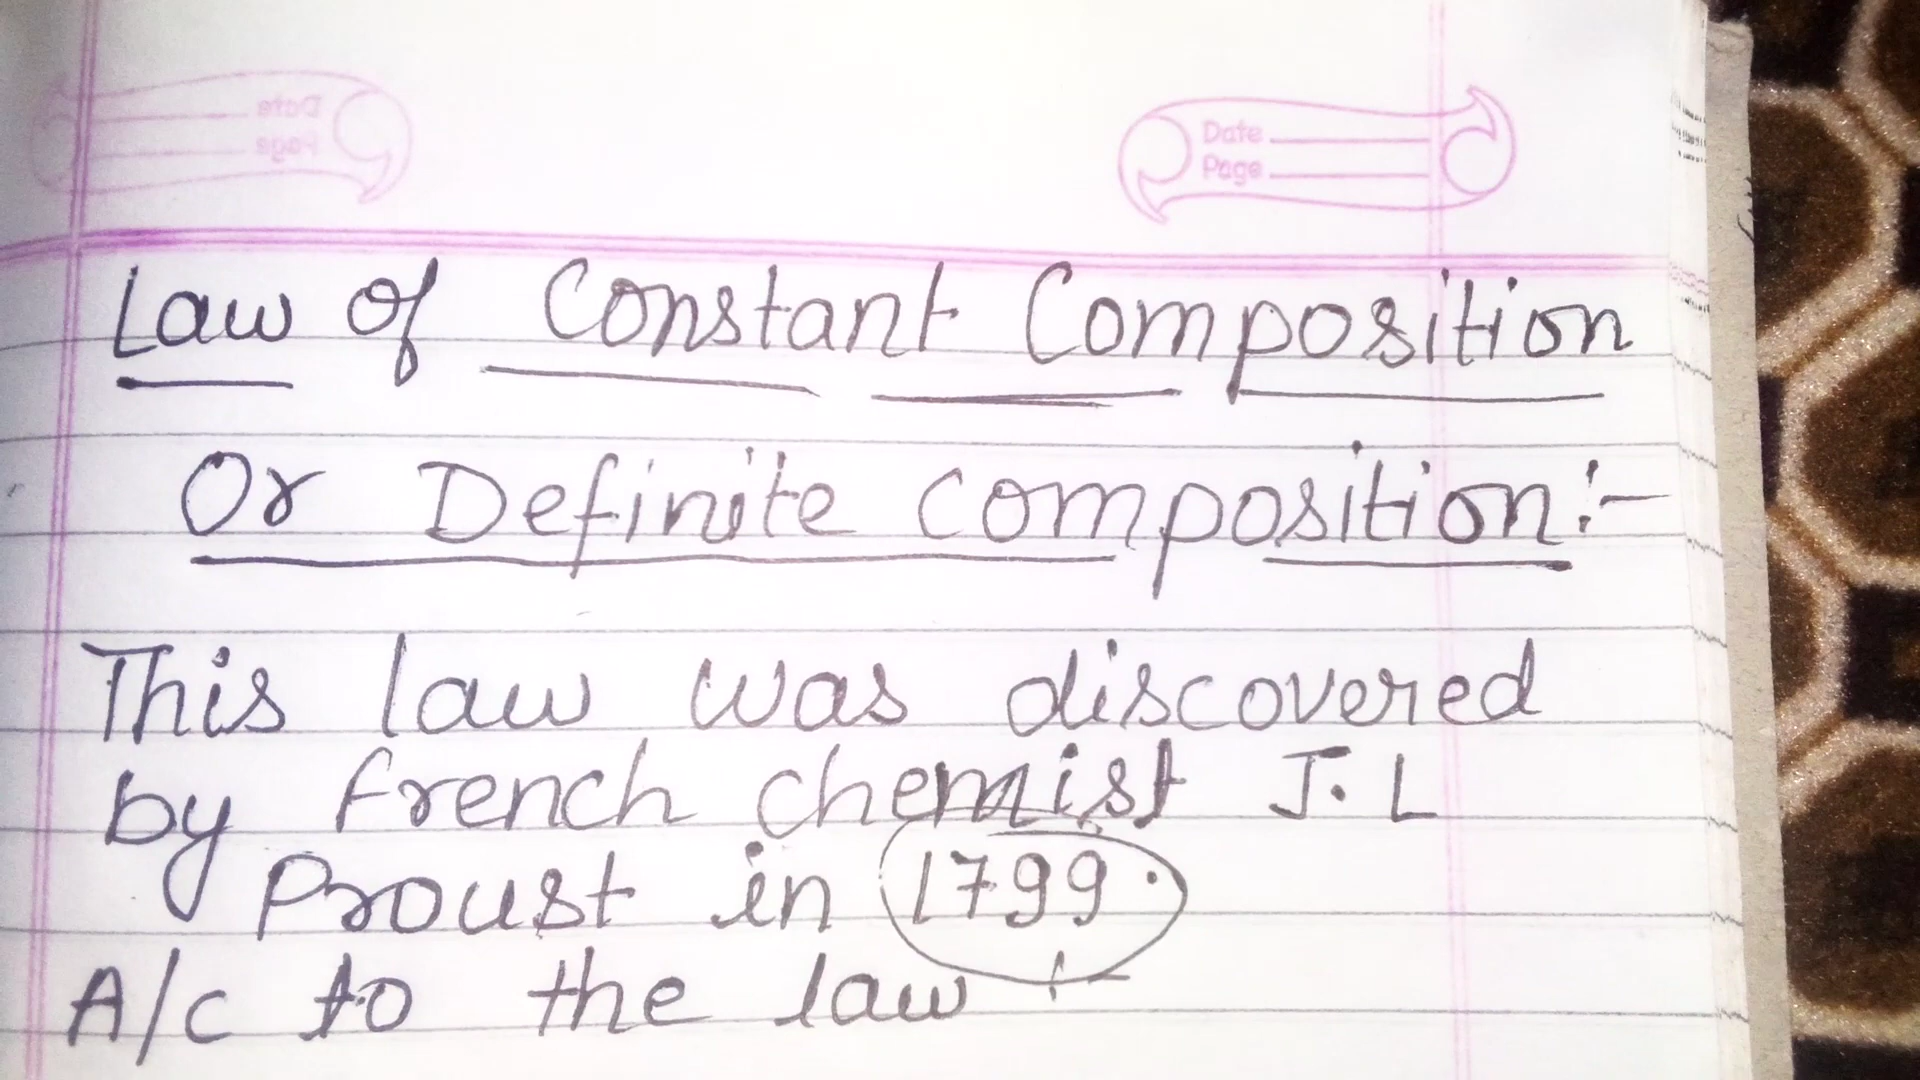 Date
Page
Law of Constant Composition
Or Definite Composition:-
This law was discovered
by french chemist J. L
Proust in 1799.
A/c to the law :-